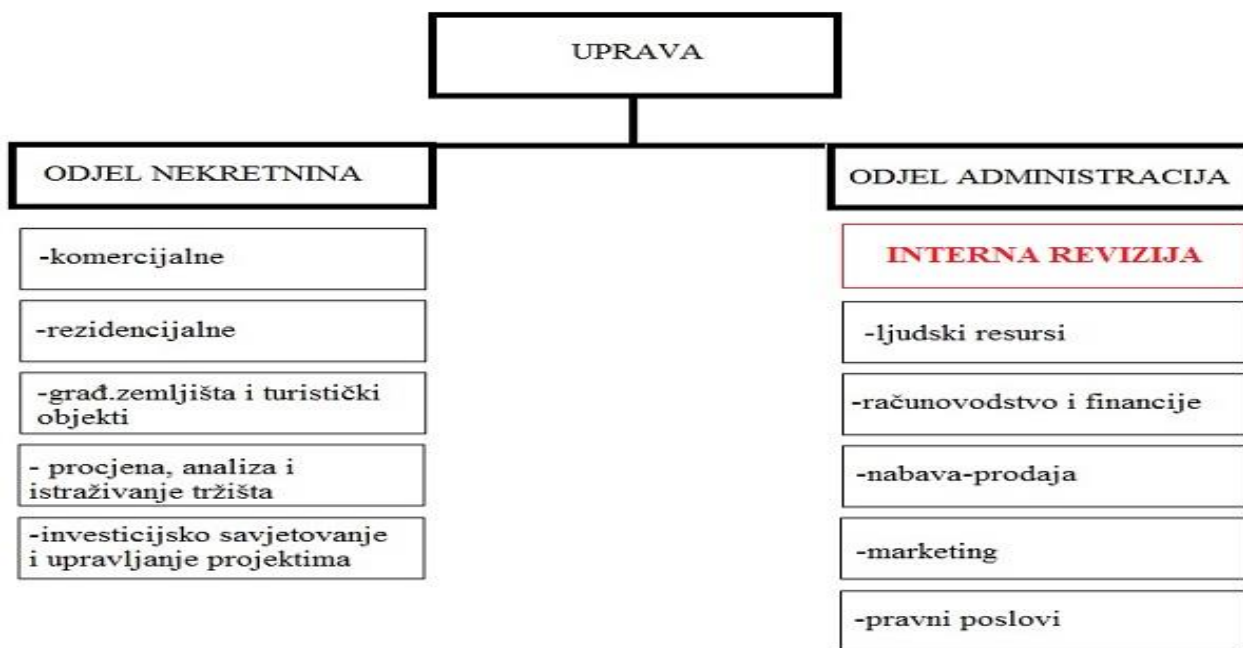 UPRAVA
ODJEL NEKRETNINA
-komercijalne
-rezidencijalne
-građ.zemljišta i turistički
objekti
- procjena, analiza i
istraživanje tržišta
-investicijsko savjetovanje
i upravljanje projektima
ODJEL ADMINISTRACIJA
INTERNA REVIZIJA
-ljudski resursi
-računovodstvo i financije
-nabava-prodaja
-marketing
-pravni poslovi